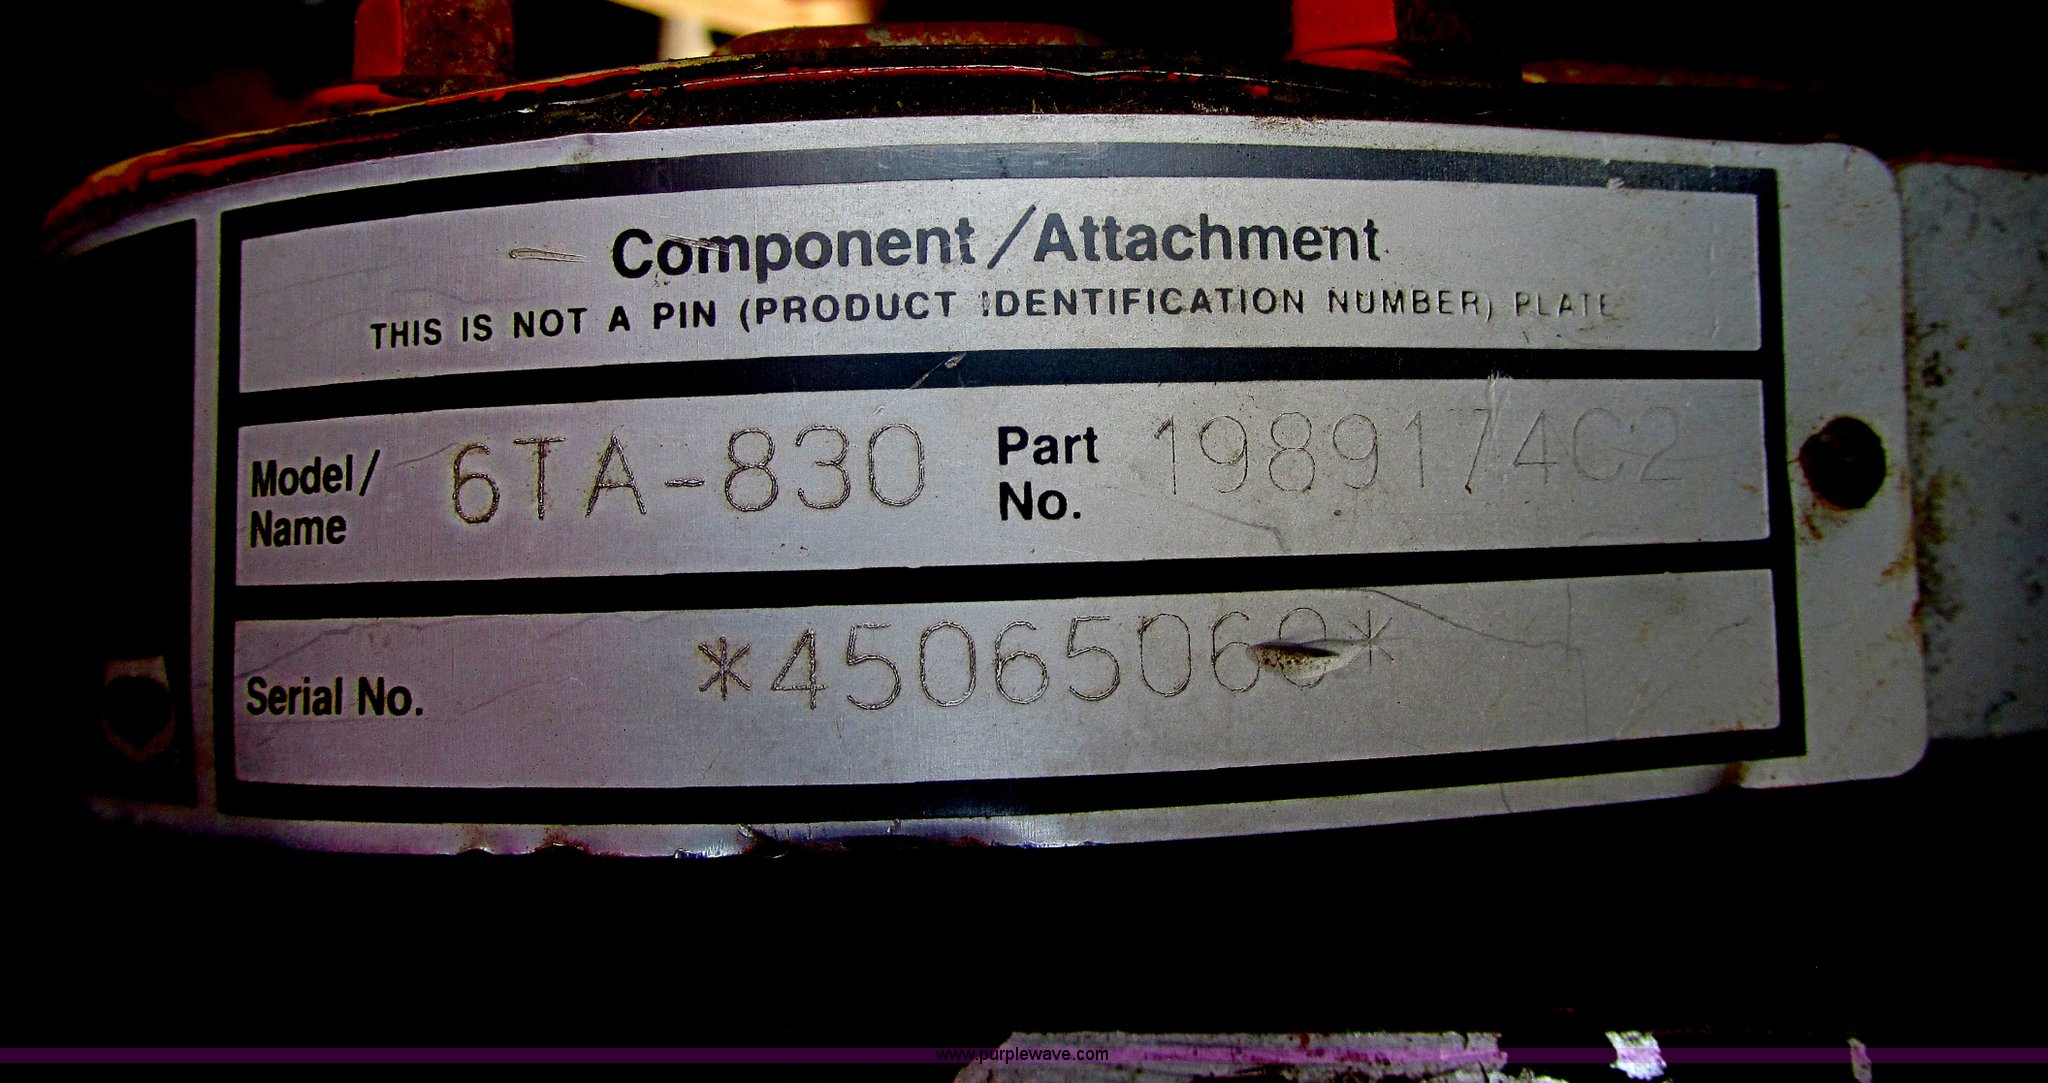 Component/Attachment
THIS IS NOT A PIN (PRODUCT IDENTIFICATION NUMBER) PLATE
Model/Name 6TA-830 Part No. 1989174C2
Serial No.
www.purplewave.com